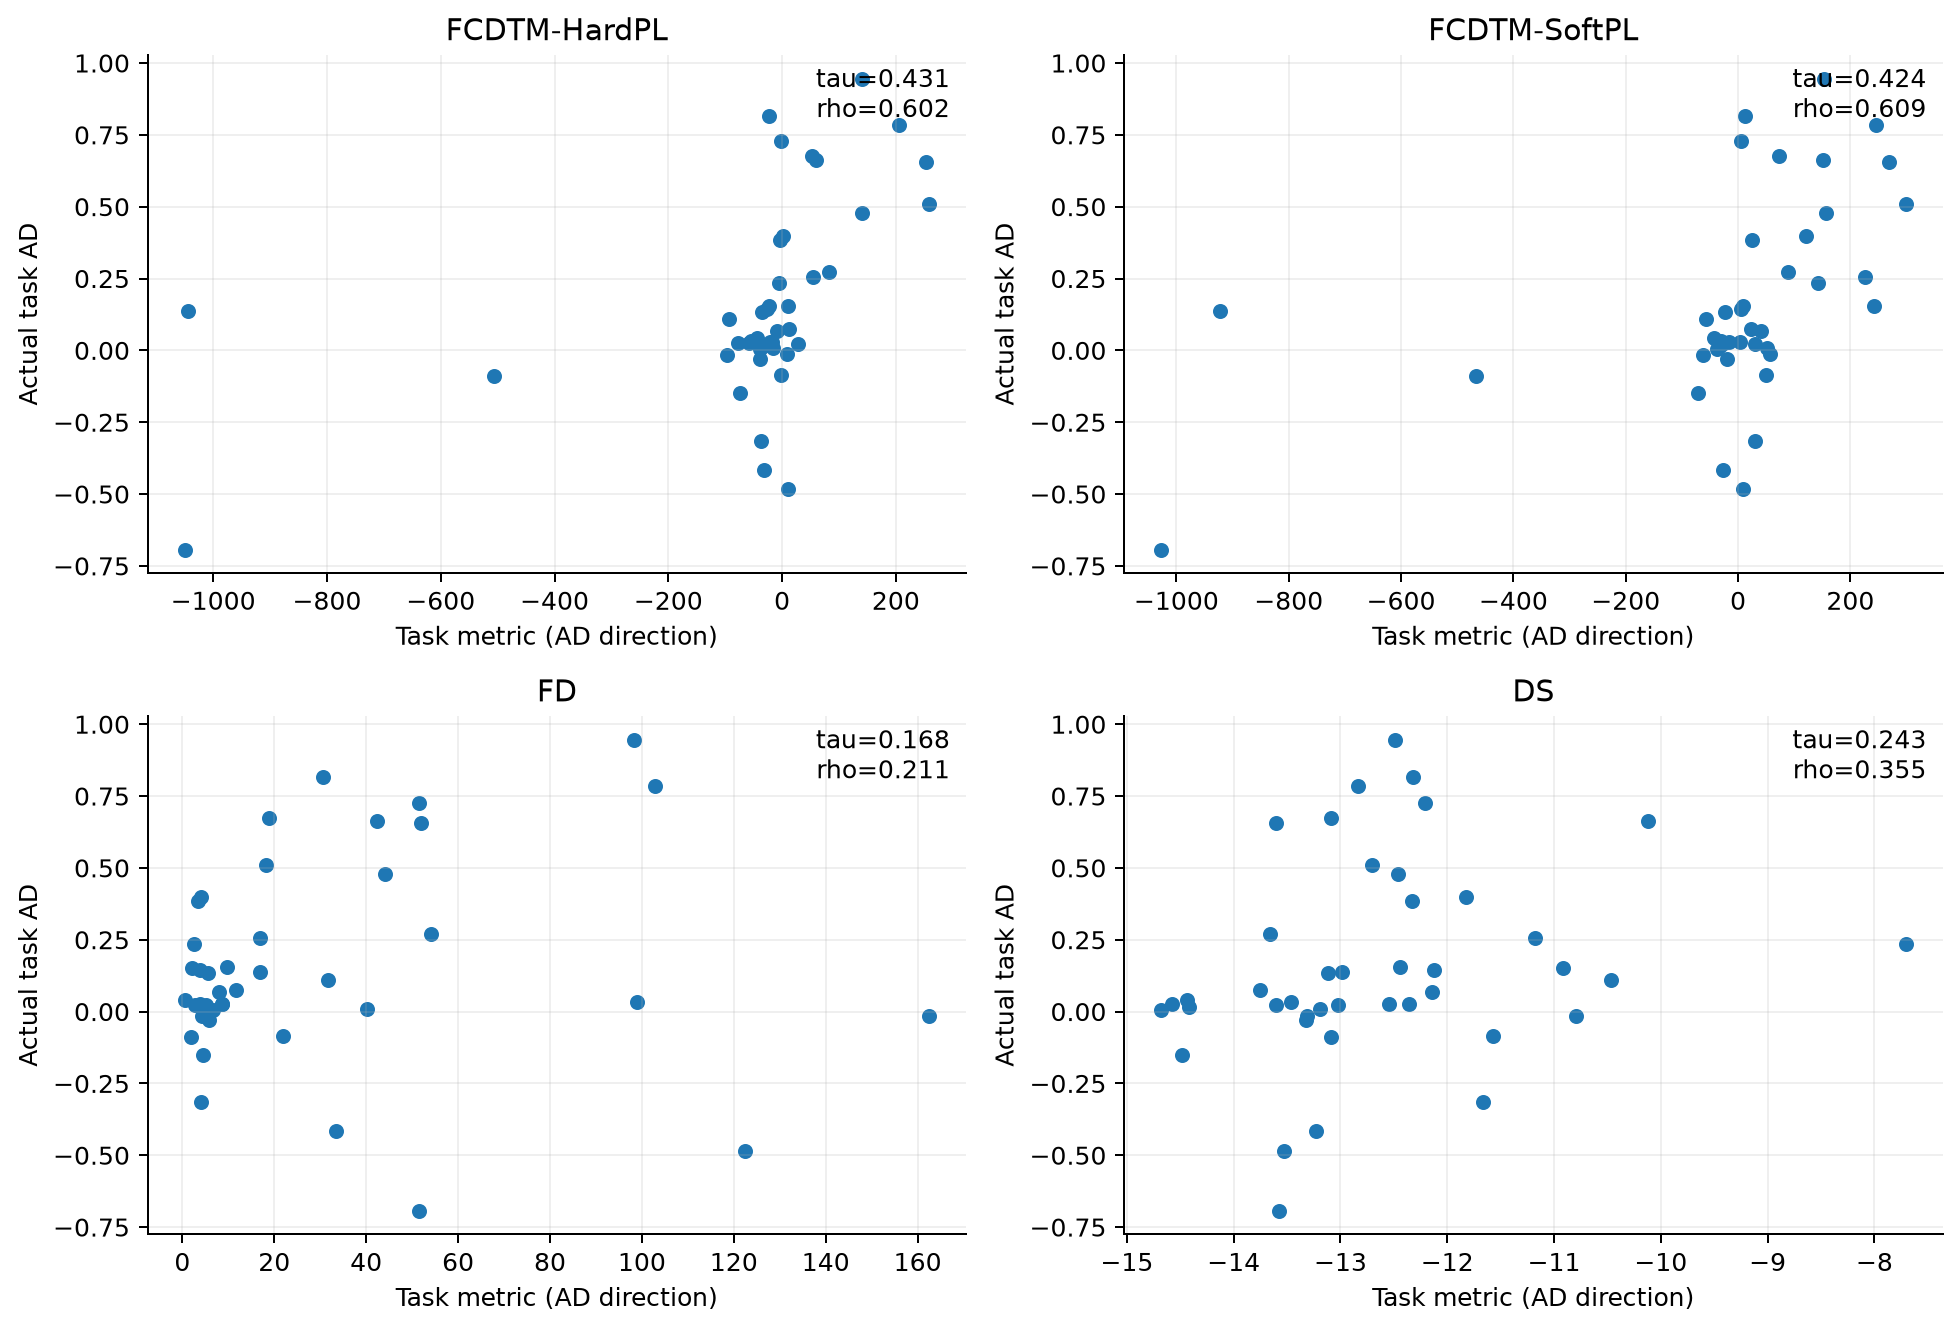 FCDTM-HardPL
tau=0.431
rho=0.602
1.00
0.75
0.50
0.25
0.00
−0.25
−0.50
−0.75
Actual task AD
−1000 −800 −600 −400 −200 0 200
Task metric (AD direction)
FCDTM-SoftPL
tau=0.424
rho=0.609
1.00
0.75
0.50
0.25
0.00
−0.25
−0.50
−0.75
Actual task AD
−1000 −800 −600 −400 −200 0 200
Task metric (AD direction)
FD
tau=0.168
rho=0.211
1.00
0.75
0.50
0.25
0.00
−0.25
−0.50
−0.75
Actual task AD
0 20 40 60 80 100 120 140 160
Task metric (AD direction)
DS
tau=0.243
rho=0.355
1.00
0.75
0.50
0.25
0.00
−0.25
−0.50
−0.75
Actual task AD
−15 −14 −13 −12 −11 −10 −9 −8
Task metric (AD direction)